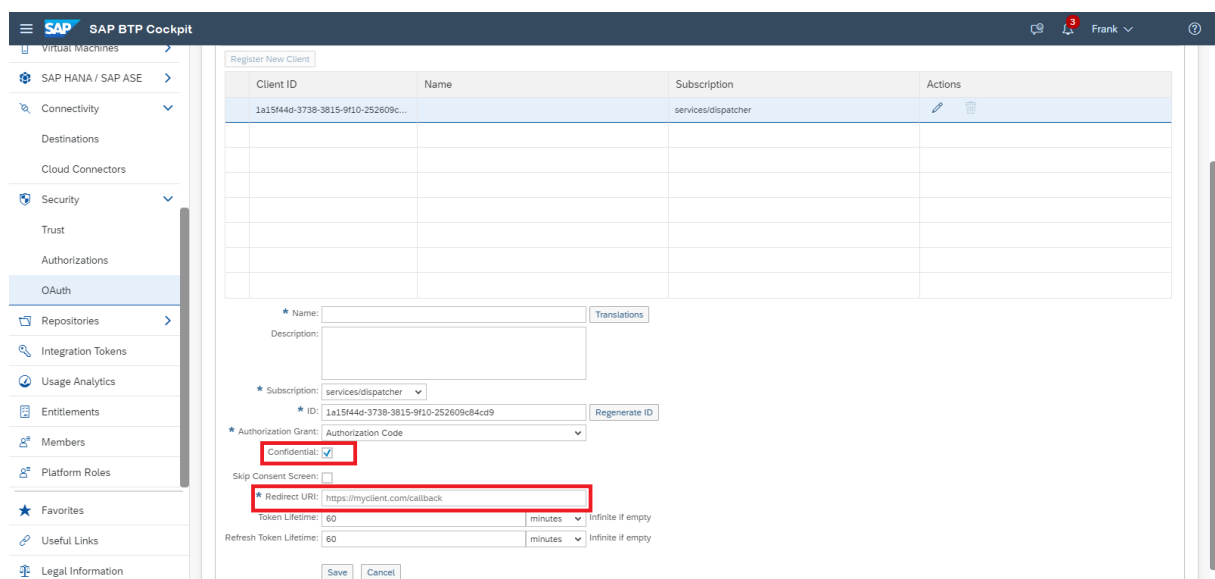 SAP SAP BTP Cockpit 3 Frank
Virtual Machines
SAP HANA / SAP ASE
Connectivity
Destinations
Cloud Connectors
Security
Trust
Authorizations
OAuth
Repositories
Integration Tokens
Usage Analytics
Entitlements
Members
Platform Roles
Favorites
Useful Links
Legal Information
Register New Client
Client ID Name Subscription Actions
1a15f44d-3738-3815-9f10-252609c... services/dispatcher
* Name: Translations
Description:
* Subscription: services/dispatcher
* ID: 1a15f44d-3738-3815-9f10-252609c84cd9 Regenerate ID
* Authorization Grant: Authorization Code
Confidential:
Skip Consent Screen:
* Redirect URI: https://myclient.com/callback
Token Lifetime: 60 minutes Infinite if empty
Refresh Token Lifetime: 60 minutes Infinite if empty
Save Cancel